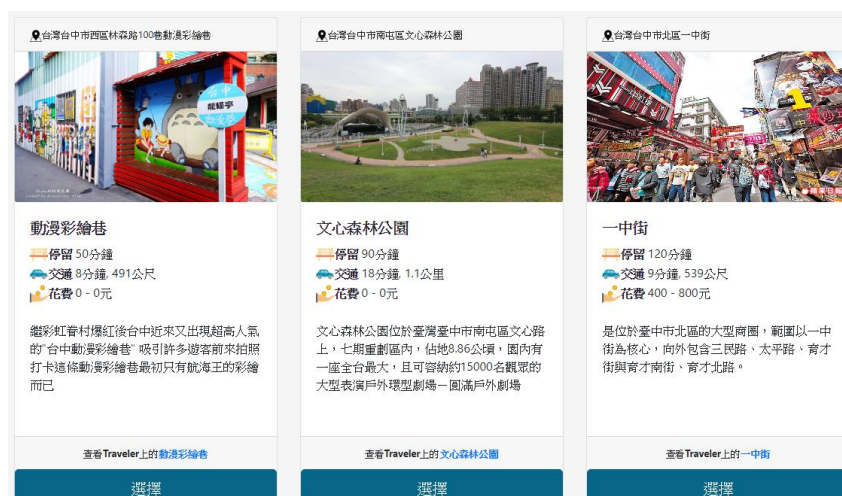 台灣台中市西區林森路100巷動漫彩繪巷
台中
龍貓亭
動漫彩繪巷
停留 50分鐘
交通 8分鐘, 491公尺
花費 0 - 0元
繼彩虹眷村爆紅後台中近來又出現超高人氣
的"台中動漫彩繪巷" 吸引許多遊客前來拍照
打卡這條動漫彩繪巷最初只有航海王的彩繪
而已
查看Traveler上的動漫彩繪巷
選擇
台灣台中市南屯區文心森林公園
文心森林公園
停留 90分鐘
交通 18分鐘, 1.1公里
花費 0 - 0元
文心森林公園位於臺灣臺中市南屯區文心路
上，七期重劃區內，佔地8.86公頃，園內有
一座全台最大，且可容納約15000名觀眾的
大型表演戶外環型劇場－圓滿戶外劇場
查看Traveler上的文心森林公園
選擇
台灣台中市北區一中街
1
蘋果日報
一中街
停留 120分鐘
交通 9分鐘, 539公尺
花費 400 - 800元
是位於臺中市北區的大型商圈，範圍以一中
街為核心，向外包含三民路、太平路、育才
街與育才南街、育才北路。
查看Traveler上的一中街
選擇